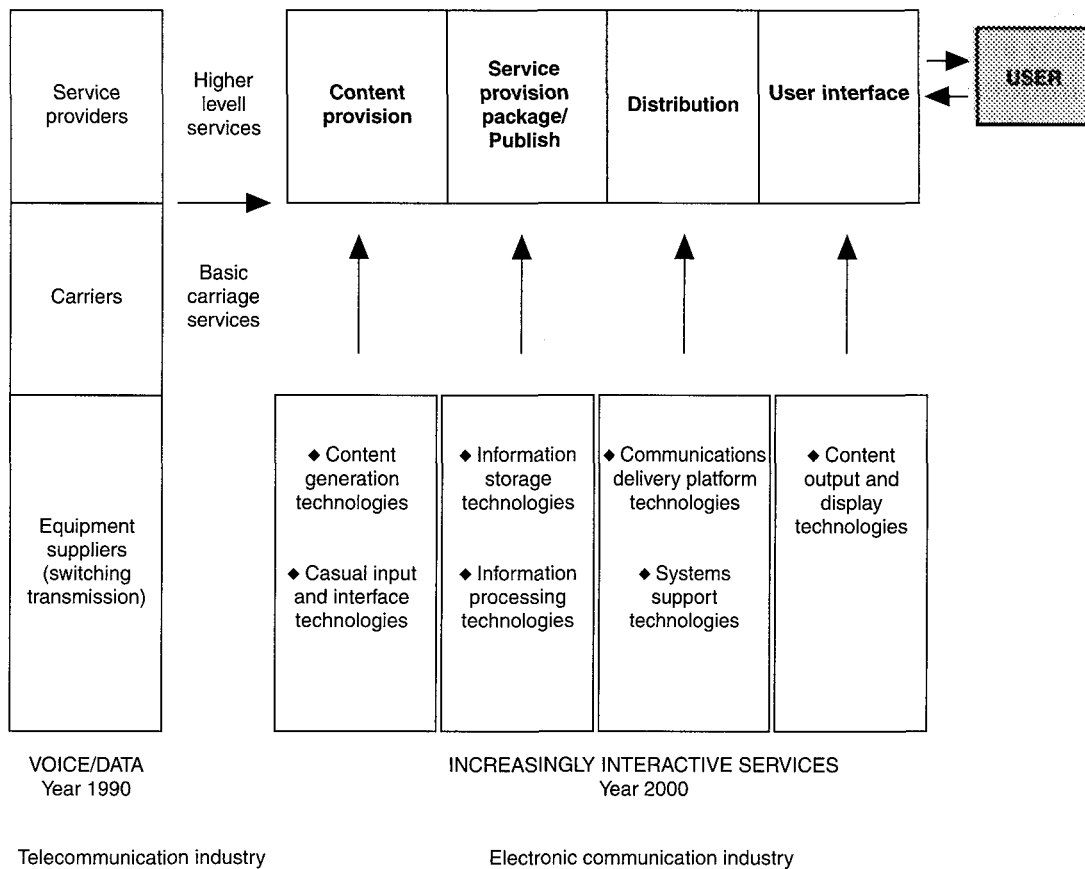 Service
providers
Higher
levell
services
Content
provision
Service
provision
package/
Publish
Distribution
User interface
USER
Carriers
Basic
carriage
services
Equipment
suppliers
(switching
transmission)
◆ Content
generation
technologies
◆ Casual input
and interface
technologies
◆ Information
storage
technologies
◆ Information
processing
technologies
◆ Communications
delivery platform
technologies
◆ Systems
support
technologies
◆ Content
output and
display
technologies
VOICE/DATA
Year 1990
INCREASINGLY INTERACTIVE SERVICES
Year 2000
Telecommunication industry
Electronic communication industry